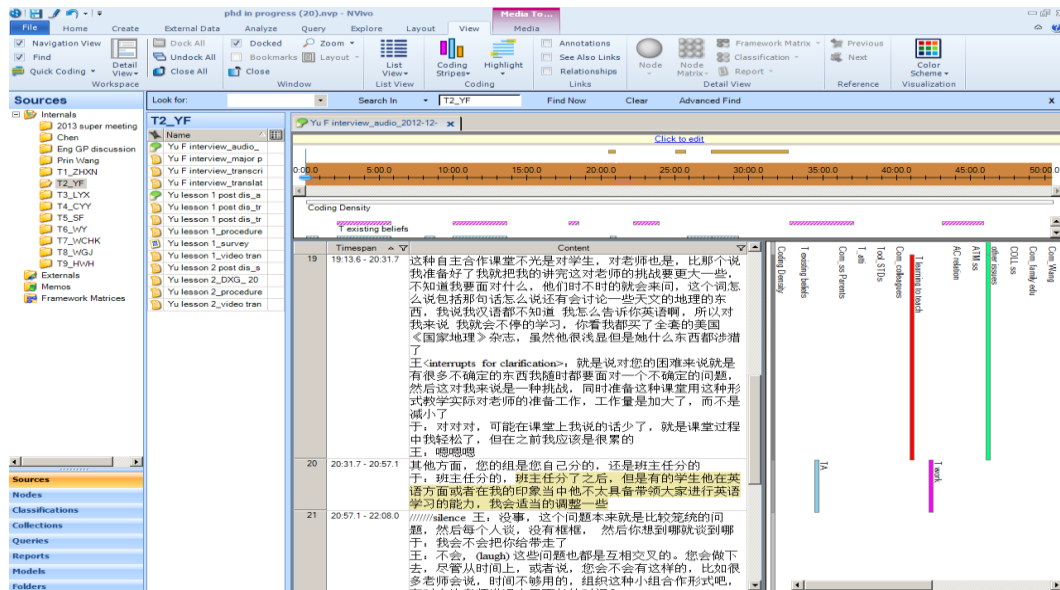 phd in progress (20).nvp - NVivo
Media To...
File Home Create External Data Analyze Query Explore Layout View Media
Navigation View
Find
Quick Coding
Detail View
Workspace
Dock All
Undock All
Close All
Docked
Bookmarks
Close
Zoom
Layout
Window
List View
List View
Coding Stripes
Highlight
Coding
Annotations
See Also Links
Relationships
Links
Node
Node Matrix
Framework Matrix
Classification
Report
Detail View
Previous
Next
Reference
Color Scheme
Visualization
Sources
Look for: Search In T2_YF Find Now Clear Advanced Find x
Internals
2013 super meeting
Chen
Eng GP discussion
Prin Wang
T1_ZHXN
T2_YF
T3_LYX
T4_CYY
T5_SF
T6_WY
T7_WCHK
T8_WGJ
T9_HWH
Externals
Memos
Framework Matrices
Sources
Nodes
Classifications
Collections
Queries
Reports
Models
Folders
T2_YF
Name
Yu F interview_audio_
Yu F interview_major p
Yu F interview_transcri
Yu F interview_translat
Yu lesson 1 post dis_a
Yu lesson 1 post dis_tr
Yu lesson 1 post dis_tr
Yu lesson 1_procedure
Yu lesson 1_survey
Yu lesson 1_video tran
Yu lesson 2 post dis_s
Yu lesson 2_DXG_ 20
Yu lesson 2_procedure
Yu lesson 2_video tran
Yu F interview_audio_2012-12- x
Click to edit
0:00.0 5:00.0 10:00.0 15:00.0 20:00.0 25:00.0 30:00.0 35:00.0 40:00.0 45:00.0 50:00.0
Coding Density
T existing beliefs
Timespan Content
19 19:13.6 - 20:31.7 这种自主合作课堂不光是对学生，对老师也是，比那个说
我准备好了我就把我的讲完这对老师的挑战要更大一些，
不知道我要面对什么，他们时不时的就会来问，这个词怎
么说包括那句话怎么说还有会讨论一些天文的地理的东
西，我说我汉语都不知道 我怎么告诉你英语啊，所以对
我来说 我就会不停的学习，你看我都买了全套的美国
《国家地理》杂志，虽然他很浅显但是她什么东西都涉猎
了
王<interrupts for clarification>：就是说对您的困难来说就是
有很多不确定的东西我随时都要面对一个不确定的问题，
然后这对我来说是一种挑战，同时准备这种课堂用这种形
式教学实际对老师的准备工作，工作量是加大了，而不是
减小了
于：对对对，可能在课堂上我说的话少了，就是课堂过程
中我轻松了，但在之前我应该是很累的
王：嗯嗯嗯
20 20:31.7 - 20:57.1 其他方面，您的组是您自己分的，还是班主任分的
于：班主任分的，班主任分了之后，但是有的学生他在英
语方面或者在我的印象当中他不太具备带领大家进行英语
学习的能力，我会适当的调整一些
21 20:57.1 - 22:08.0 ///////silence 王：没事，这个问题本来就是比较笼统的问
题，然后每个人谈，没有框框， 然后你想到哪就谈到哪
于：我会不会把你给带走了
王：不会，(laugh) 这些问题也都是互相交叉的。您会做下
去，尽管从时间上，或者说，您会不会有这样的，比如很
多老师会说，时间不够用的，组织这种小组合作形式吧，
Coding Density
T existing beliefs
Com_ss Parents
T_atti
Tool_STDs
Com_colleagues
T learning to teach
AC relation
ATM ss
other issues
COLL ss
Com_family edu
Com_Wang
TA
T work